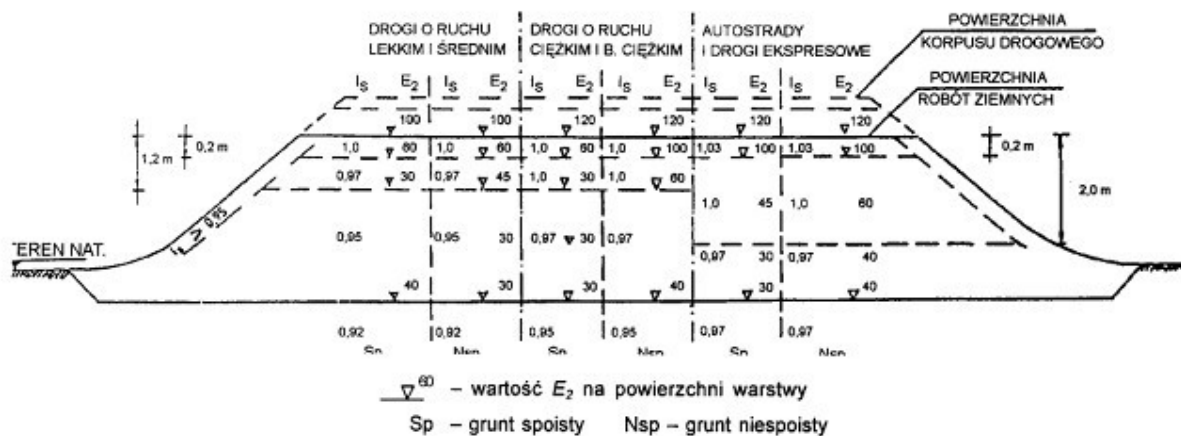 DROGI O RUCHU LEKKIM I ŚREDNIM
DROGI O RUCHU CIĘŻKIM I B. CIĘŻKIM
AUTOSTRADY I DROGI EKSPRESOWE
POWIERZCHNIA KORPUSU DROGOWEGO
POWIERZCHNIA ROBÓT ZIEMNYCH
IS E2 IS E2 IS E2 IS E2 IS E2 IS E2
100 100 120 120 120 120
1,2 m 0,2 m 1,0 60 1,0 60 1,0 60 1,0 100 1,03 100 1,03 100 0,2 m
0,97 30 0,97 45 1,0 30 1,0 60
1,0 45 1,0 60 2,0 m
Is ≥ 0,95
0,95 0,95 30 0,97 30 0,97
EREN NAT.
0,97 30 0,97 40
40 30 30 40 30 40
0,92 0,92 0,95 0,95 0,97 0,97
Sp Nsp Sp Nsp Sp Nsp
60 – wartość E2 na powierzchni warstwy
Sp – grunt spoisty Nsp – grunt niespoisty